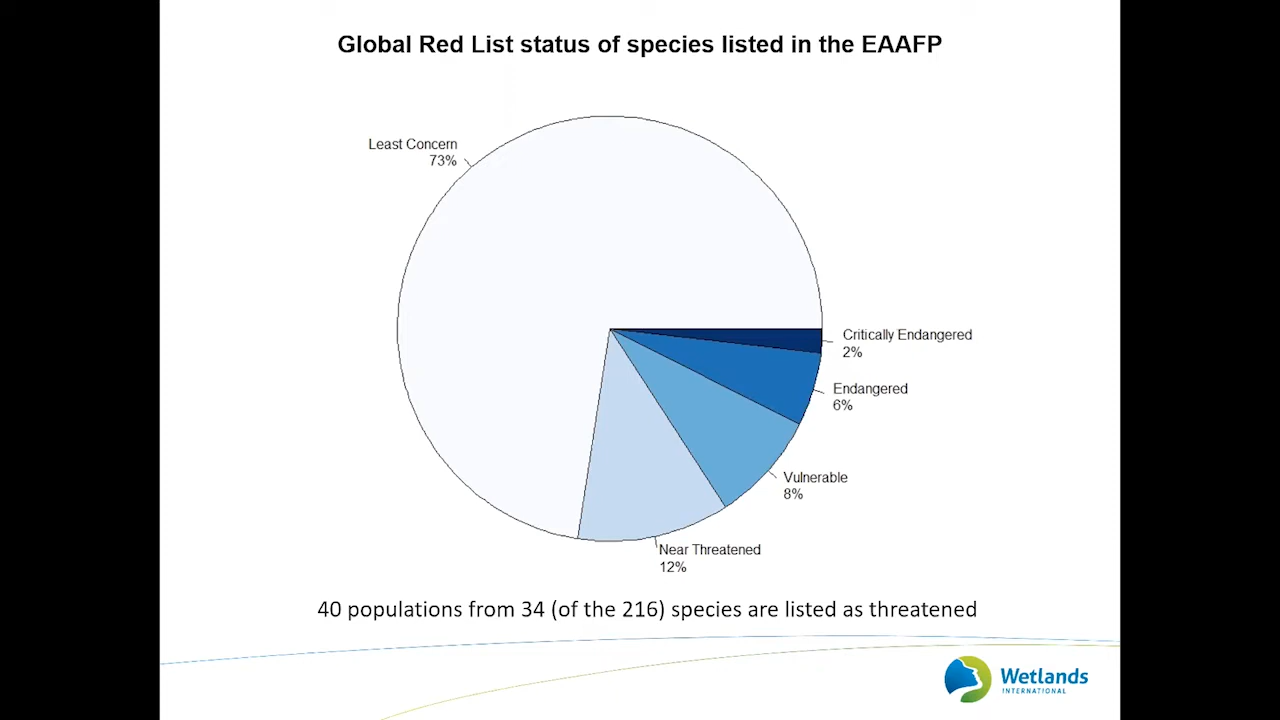 Global Red List status of species listed in the EAAFP
Least Concern
73%
Critically Endangered
2%
Endangered
6%
Vulnerable
8%
Near Threatened
12%
40 populations from 34 (of the 216) species are listed as threatened
Wetlands
INTERNATIONAL